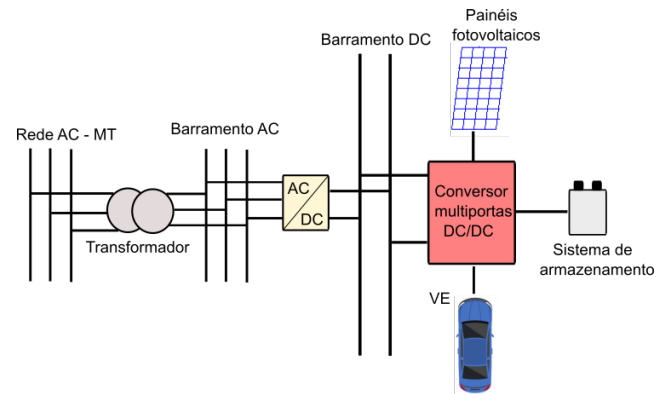 Painéis
fotovoltaicos
Barramento DC
Rede AC - MT
Barramento AC
AC
DC
Transformador
Conversor
multiportas
DC/DC
Sistema de
armazenamento
VE